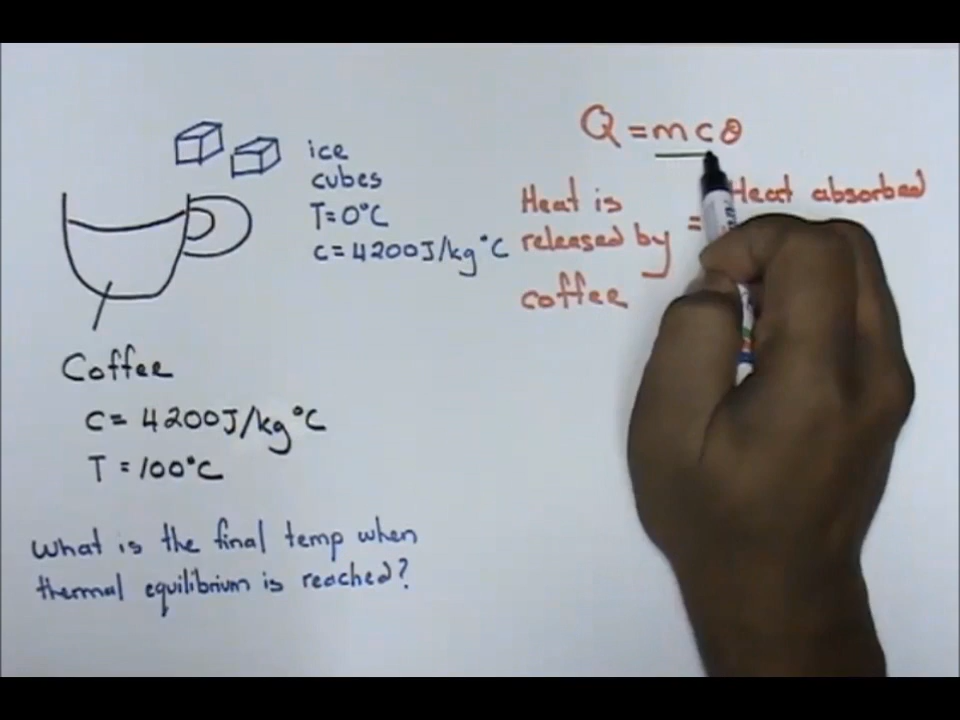 ice
cubes
T=0°C
c=4200J/kg°C
Coffee
c= 4200J/kg°C
T=100°C
What is the final temp when
thermal equilibrium is reached?
Q=mcθ
Heat is
released by
coffee
=
Heat absorbed